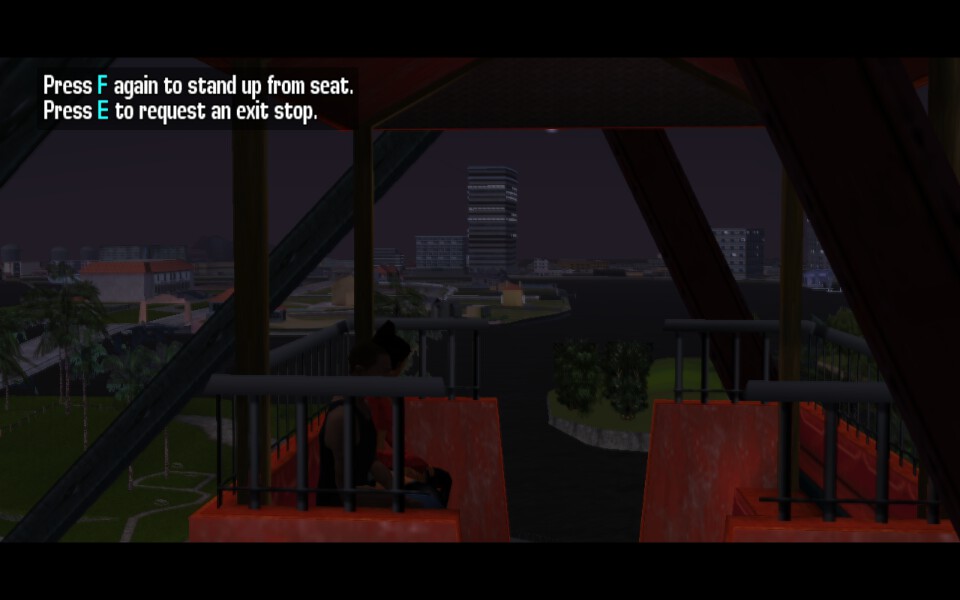 Press F again to stand up from seat.
Press E to request an exit stop.